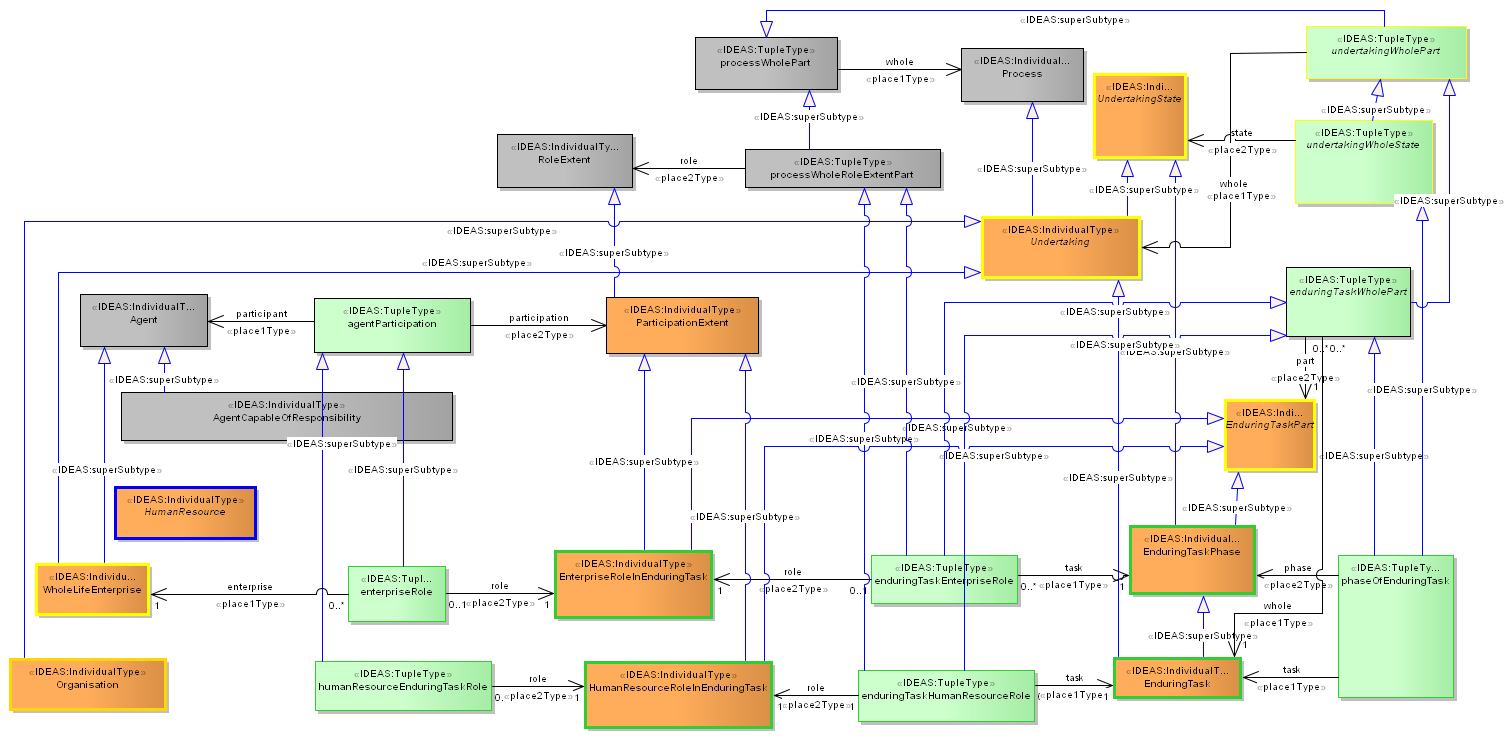 «IDEAS:superSubtype»
«IDEAS:TupleType»
undertakingWholePart
«IDEAS:TupleType»
processWholePart
whole
«place1Type»
«IDEAS:Individual...
Process
«IDEAS:Indi...
UndertakingState
«IDEAS:superSubtype»
«IDEAS:superSubtype»
«IDEAS:TupleType»
undertakingWholeState
state
«place2Type»
«IDEAS:IndividualTy...
RoleExtent
role
«place2Type»
«IDEAS:TupleType»
processWholeRoleExtentPart
«IDEAS:superSubtype»
«IDEAS:superSubtype»
whole
«place1Type»
«IDEAS:superSubtype»
«IDEAS:superSubtype»
«IDEAS:IndividualType»
Undertaking
«IDEAS:superSubtype»
«IDEAS:superSubtype»
«IDEAS:TupleType»
enduringTaskWholePart
«IDEAS:IndividualT...
Agent
participant
«place1Type»
«IDEAS:TupleType»
agentParticipation
participation
«place2Type»
«IDEAS:IndividualType»
ParticipationExtent
«IDEAS:superSubtype»
«IDEAS:superSubtype»
«IDEAS:superSubtype»
0..*
0..*
part
«place2Type»
1
«IDEAS:superSubtype»
«IDEAS:superSubtype»
«IDEAS:superSubtype»
«IDEAS:IndividualType»
AgentCapableOfResponsibility
«IDEAS:Indi...
EnduringTaskPart
«IDEAS:superSubtype»
«IDEAS:superSubtype»
«IDEAS:superSubtype»
«IDEAS:superSubtype»
«IDEAS:superSubtype»
«IDEAS:superSubtype»
«IDEAS:superSubtype»
«IDEAS:superSubtype»
«IDEAS:IndividualType»
HumanResource
«IDEAS:superSubtype»
«IDEAS:superSubtype»
«IDEAS:Individual...
EnduringTaskPhase
«IDEAS:Individu...
WholeLifeEnterprise
enterprise
«place1Type»
1
0..*
«IDEAS:Tupl...
enterpriseRole
role
«place2Type»
0..1
1
«IDEAS:IndividualType»
EnterpriseRoleInEnduringTask
role
«place2Type»
1
0..1
«IDEAS:TupleType»
enduringTaskEnterpriseRole
task
«place1Type»
0..*
1
phase
«place2Type»
«IDEAS:TupleTy...
phaseOfEnduringTask
whole
«place1Type»
1
«IDEAS:superSubtype»
«IDEAS:IndividualType»
Organisation
«IDEAS:TupleType»
humanResourceEnduringTaskRole
role
«place2Type»
0..
1
«IDEAS:IndividualType»
HumanResourceRoleInEnduringTask
role
«place2Type»
1
1
«IDEAS:TupleType»
enduringTaskHumanResourceRole
task
«place1Type
1
«IDEAS:IndividualT...
EnduringTask
task
«place1Type»